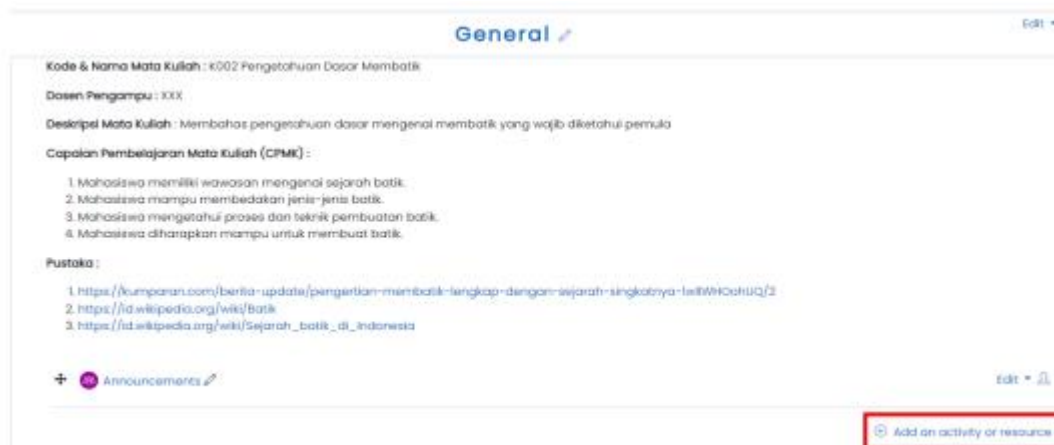 General
Edit
Kode & Nama Mata Kuliah : K002 Pengetahuan Dasar Membatik
Dosen Pengampu : XXX
Deskripsi Mata Kuliah : Membahas pengetahuan dasar mengenai membatik yang wajib diketahui pemula
Capaian Pembelajaran Mata Kuliah (CPMK) :
1. Mahasiswa memiliki wawasan mengenai sejarah batik.
2. Mahasiswa mampu membedakan jenis-jenis batik.
3. Mahasiswa mengetahui proses dan teknik pembuatan batik.
4. Mahasiswa diharapkan mampu untuk membuat batik.
Pustaka :
1.
2. https://id.wikipedia.org/wiki/Batik
3. https://id.wikipedia.org/wiki/Sejarah_batik_di_Indonesia
Announcements
Edit
Add an activity or resource